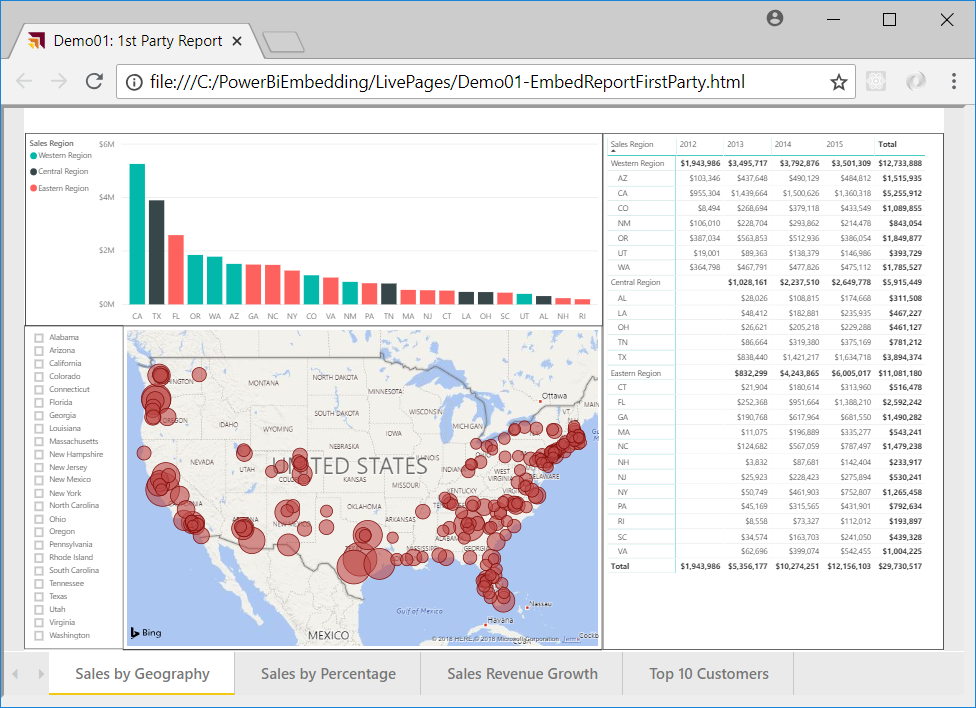 Demo01: 1st Party Report
file:///C:/PowerBiEmbedding/LivePages/Demo01-EmbedReportFirstParty.html
Sales Region
Western Region
Central Region
Eastern Region
$6M
$4M
$2M
$0M
CA TX FL OR WA AZ GA NC NY CO VA NM PA TN MA NJ CT LA OH SC UT AL NH RI
Sales Region 2012 2013 2014 2015 Total
Western Region $1,943,986 $3,495,717 $3,792,876 $3,501,309 $12,733,888
AZ $103,346 $437,648 $490,129 $484,812 $1,515,935
CA $955,304 $1,439,664 $1,500,626 $1,360,318 $5,255,912
CO $8,494 $268,694 $379,118 $433,549 $1,089,855
NM $106,010 $228,704 $293,862 $214,478 $843,054
OR $387,034 $563,853 $512,936 $386,054 $1,849,877
UT $19,001 $89,363 $138,379 $146,986 $393,729
WA $364,798 $467,791 $477,826 $475,112 $1,785,527
Central Region $1,028,161 $2,237,510 $2,649,778 $5,915,449
AL $28,026 $108,815 $174,668 $311,508
LA $48,412 $182,881 $235,935 $467,227
OH $26,621 $205,218 $229,288 $461,127
TN $86,664 $319,380 $375,169 $781,212
TX $838,440 $1,421,217 $1,634,718 $3,894,374
Eastern Region $832,299 $4,243,865 $6,005,017 $11,081,180
CT $21,904 $180,614 $313,960 $516,478
FL $252,368 $951,664 $1,388,210 $2,592,242
GA $190,768 $617,964 $681,550 $1,490,282
MA $11,075 $196,889 $335,277 $543,241
NC $124,682 $567,059 $787,497 $1,479,238
NH $3,832 $87,681 $142,404 $233,917
NJ $25,923 $228,423 $275,894 $530,241
NY $50,749 $461,903 $752,807 $1,265,458
PA $45,169 $315,565 $431,901 $792,634
RI $8,558 $73,327 $112,012 $193,897
SC $34,574 $163,703 $241,050 $439,328
VA $62,696 $399,074 $542,455 $1,004,225
Total $1,943,986 $5,356,177 $10,274,251 $12,156,103 $29,730,517
Alabama
Arizona
California
Colorado
Connecticut
Florida
Georgia
Louisiana
Massachusetts
New Hampshire
New Jersey
New Mexico
New York
North Carolina
Ohio
Oregon
Pennsylvania
Rhode Island
South Carolina
Tennessee
Texas
Utah
Virginia
Washington
MONTANA
NORTH DAKOTA
MINNESOTA
Ottawa
SOUTH DAKOTA
WISCONSIN
MICHIGAN
VT.
IDAHO
WYOMING
IOWA
NEBRASKA
NEVADA
UTAH
STATES
KANSAS
MISSOURI
WEST
VIRGINIA
DELAWARE
KENTUCKY
OKLAHOMA
ARKANSAS
Gulf of Mexico
Nassau
Havana
MEXICO
Bing
© 2018 HERE © 2018 Microsoft Corporation Terms
Sales by Geography
Sales by Percentage
Sales Revenue Growth
Top 10 Customers